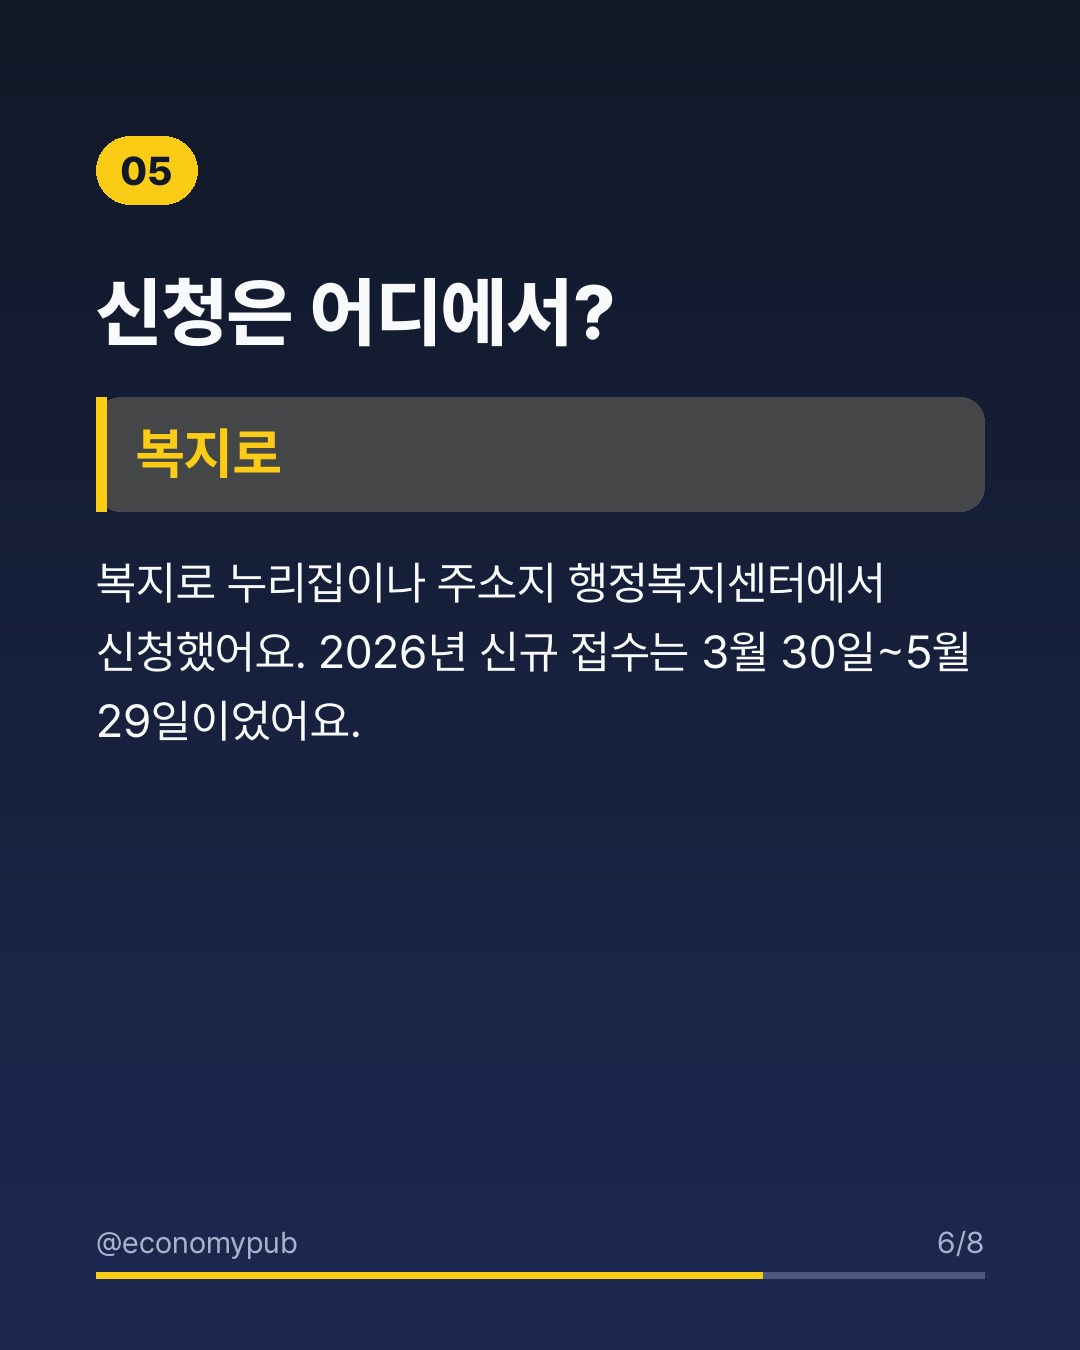 05
신청은 어디에서?
복지로
복지로 누리집이나 주소지 행정복지센터에서
신청했어요. 2026년 신규 접수는 3월 30일~5월
29일이었어요.
@economypub
6/8